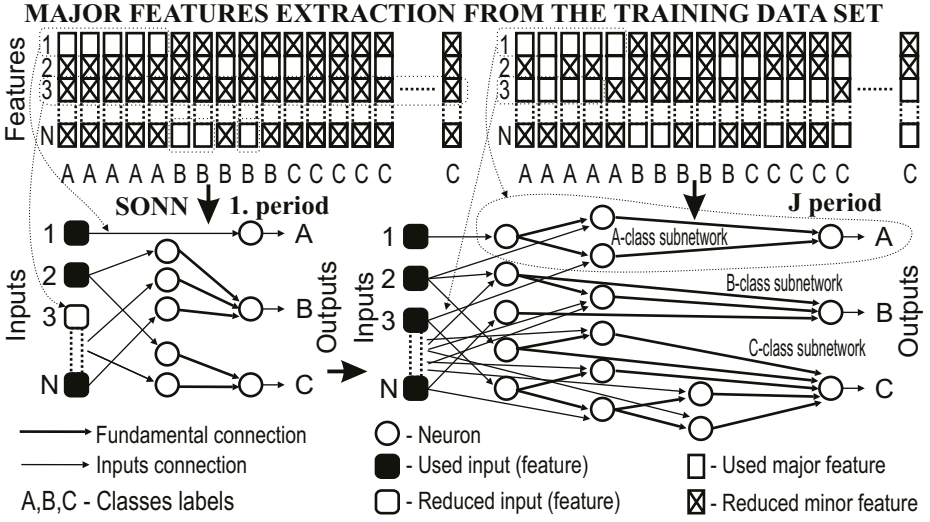 MAJOR FEATURES EXTRACTION FROM THE TRAINING DATA SET
Features
1
2
3
N
A A A A A B B B B B C C C C C C
1
2
3
N
A A A A A B B B B B C C C C C C
SONN 1. period
J period
Inputs
1
2
3
N
A
B
C
Outputs
Inputs
1
2
3
N
A-class subnetwork
B-class subnetwork
C-class subnetwork
A
B
C
Outputs
Fundamental connection
Inputs connection
A,B,C - Classes labels
- Neuron
- Used input (feature)
- Reduced input (feature)
- Used major feature
- Reduced minor feature